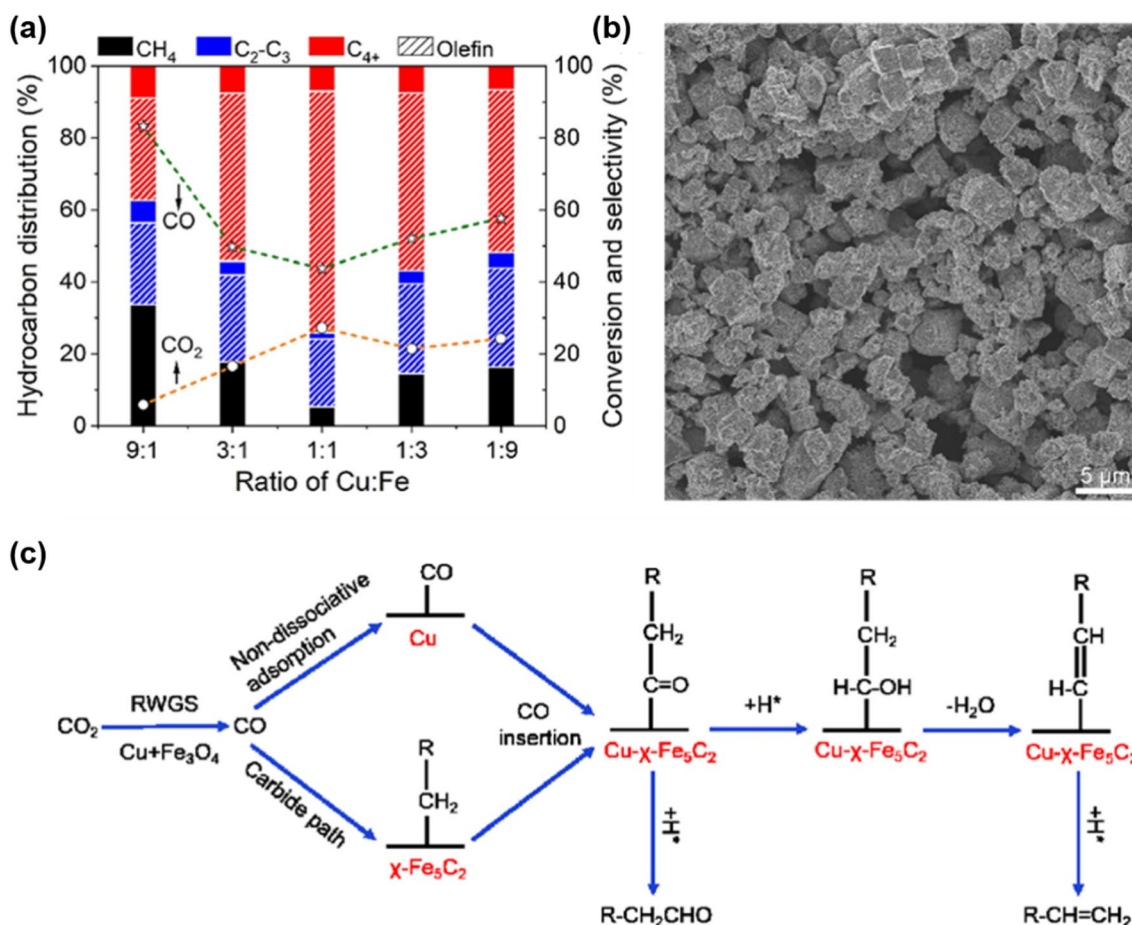 (a)
CH₄ C₂-C₃ C₄₊ Olefin
Hydrocarbon distribution (%)
100
80
60
40
20
0
CO
CO₂
100
80
60
40
20
0
Conversion and selectivity (%)
9:1 3:1 1:1 1:3 1:9
Ratio of Cu:Fe
(b)
5 μm
(c)
CO₂
RWGS
Cu+Fe₃O₄
CO
Non-dissociative
adsorption
CO
Cu
Carbide path
R
CH₂
χ-Fe₅C₂
CO
insertion
R
CH₂
C=O
Cu-χ-Fe₅C₂
+H*
R-CH₂CHO
+H*
R
CH₂
H-C-OH
Cu-χ-Fe₅C₂
-H₂O
R
CH
H-C
Cu-χ-Fe₅C₂
+H*
R-CH=CH₂